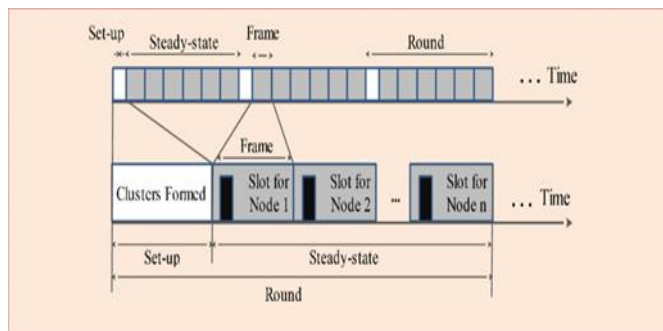 Set-up
Steady-state
Frame
Round
... Time
Frame
Clusters Formed
Slot for
Node 1
Slot for
Node 2
...
Slot for
Node n
... Time
Set-up
Steady-state
Round